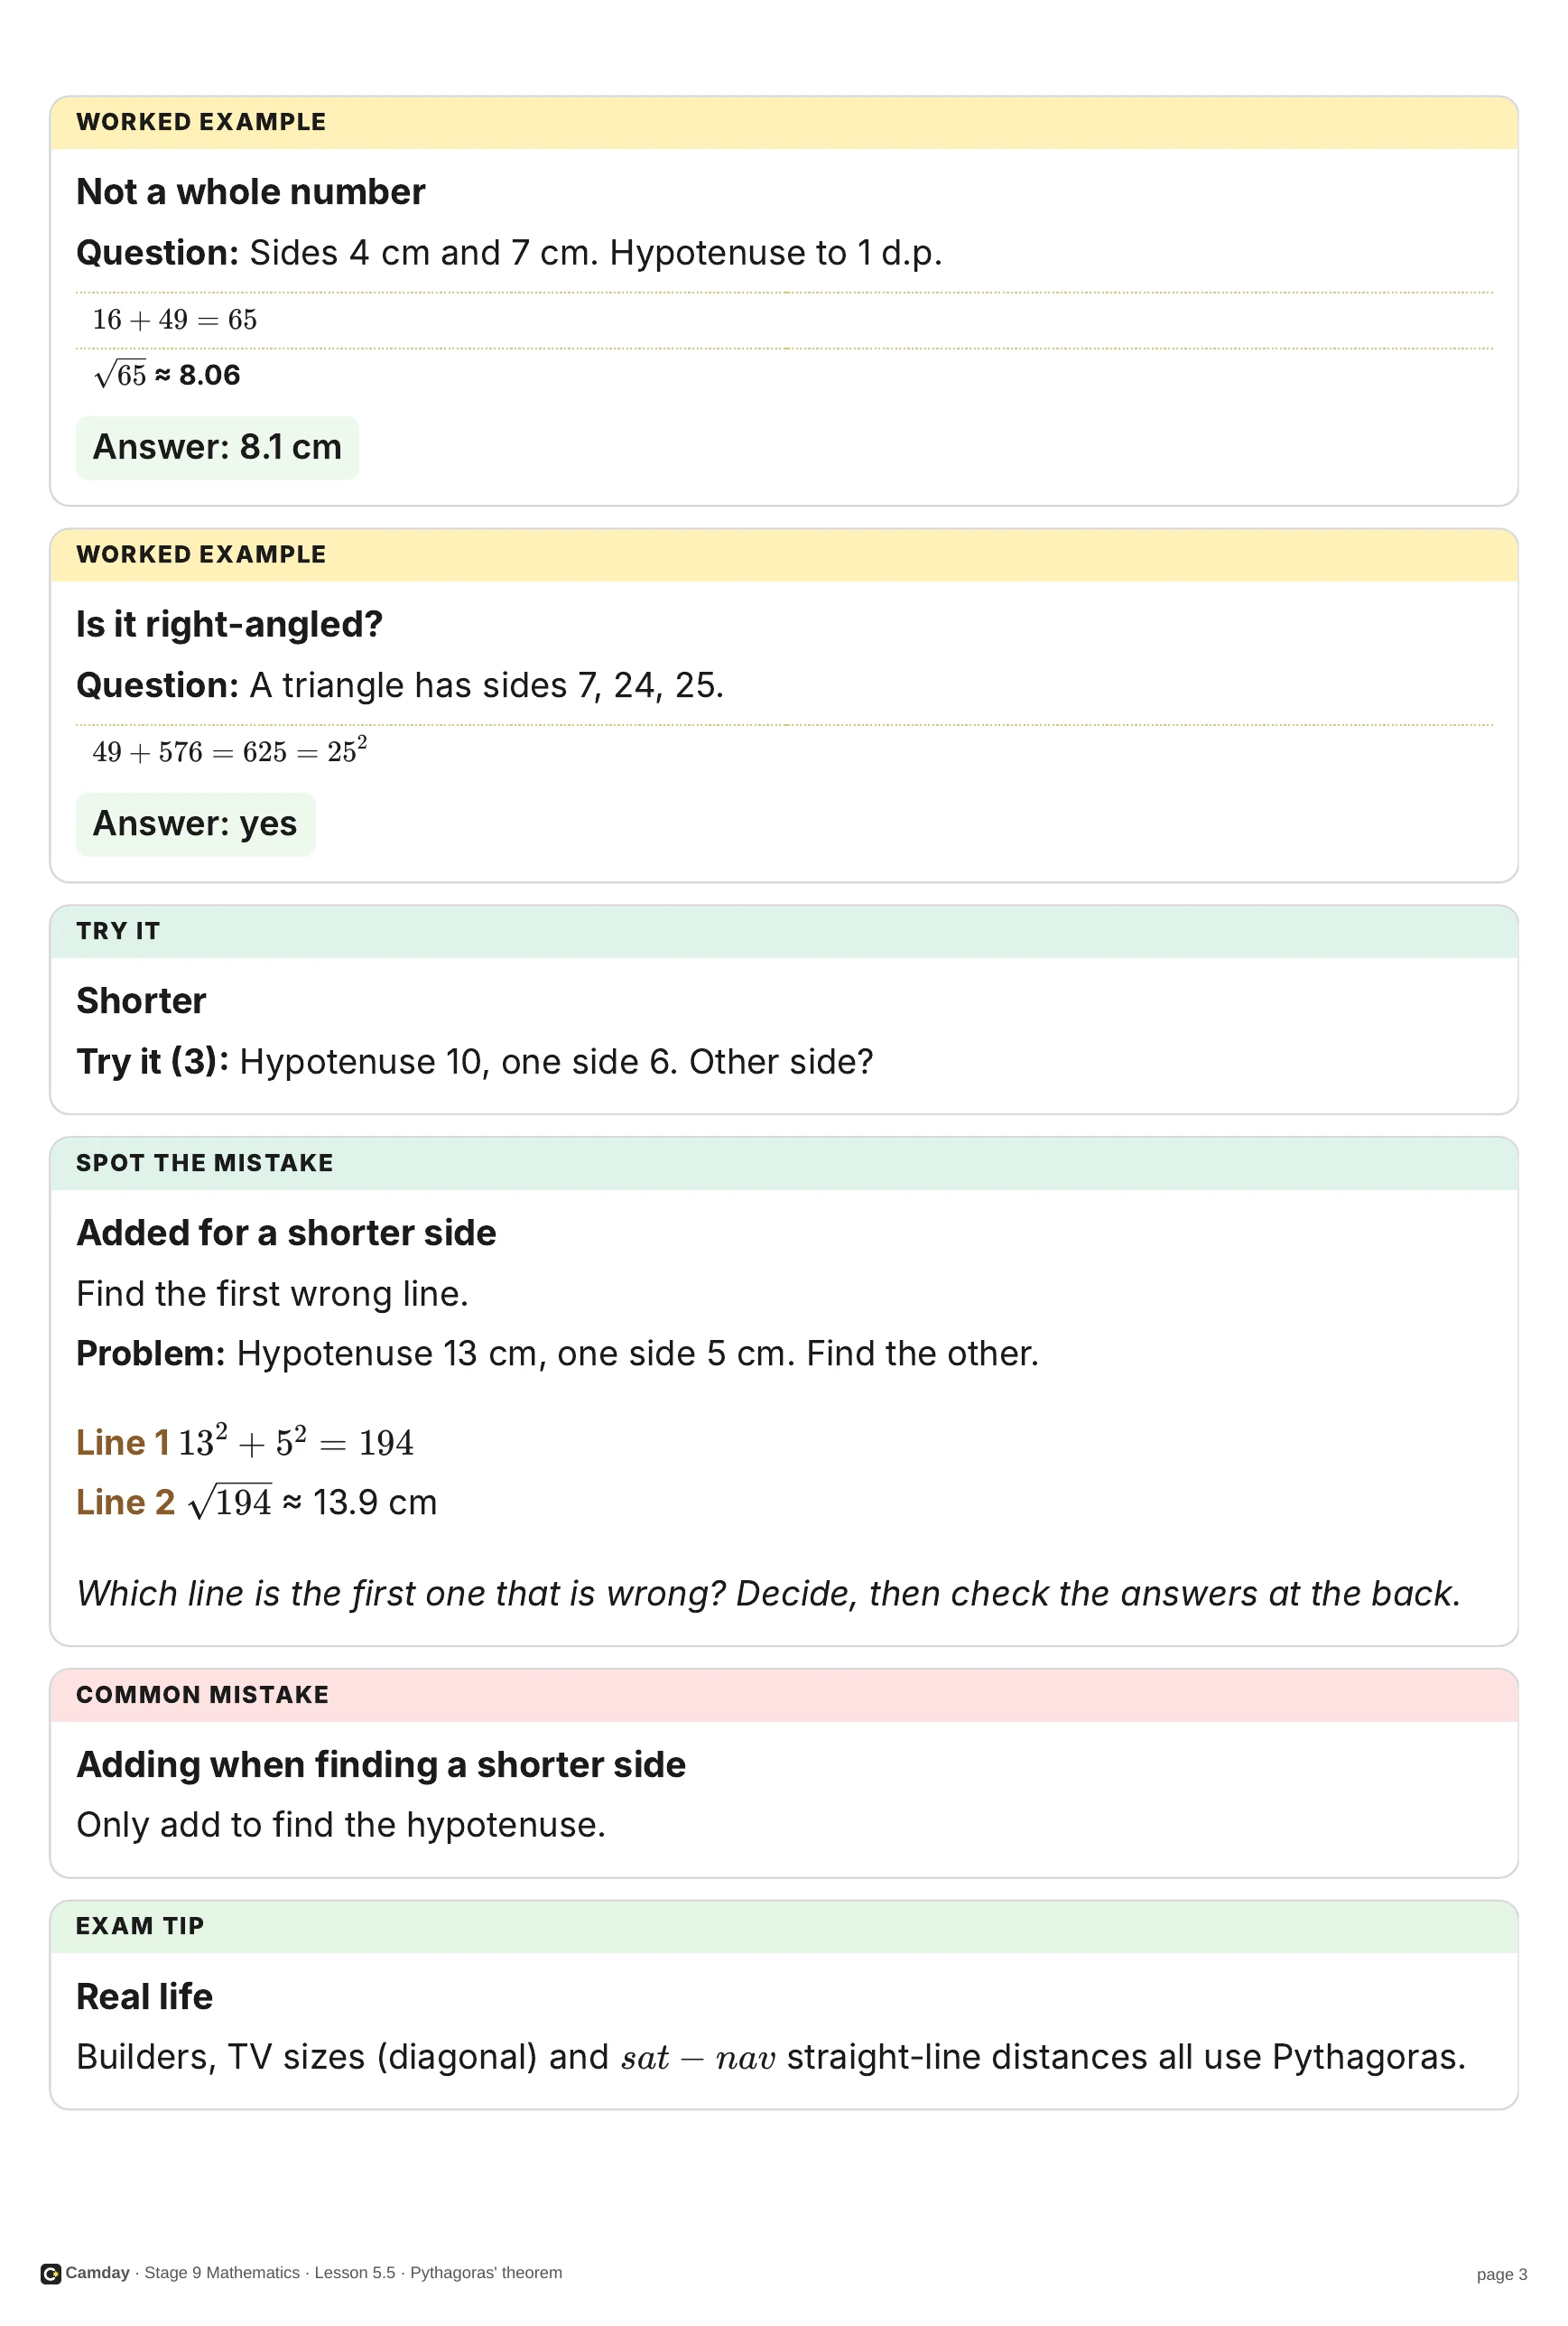 WORKED EXAMPLE
Not a whole number
Question: Sides 4 cm and 7 cm. Hypotenuse to 1 d.p.
16 + 49 = 65
√65 ≈ 8.06
Answer: 8.1 cm
WORKED EXAMPLE
Is it right-angled?
Question: A triangle has sides 7, 24, 25.
49 + 576 = 625 = 25²
Answer: yes
TRY IT
Shorter
Try it (3): Hypotenuse 10, one side 6. Other side?
SPOT THE MISTAKE
Added for a shorter side
Find the first wrong line.
Problem: Hypotenuse 13 cm, one side 5 cm. Find the other.
Line 1 13² + 5² = 194
Line 2 √194 ≈ 13.9 cm
Which line is the first one that is wrong? Decide, then check the answers at the back.
COMMON MISTAKE
Adding when finding a shorter side
Only add to find the hypotenuse.
EXAM TIP
Real life
Builders, TV sizes (diagonal) and sat − nav straight-line distances all use Pythagoras.
Camday · Stage 9 Mathematics · Lesson 5.5 · Pythagoras' theorem
page 3